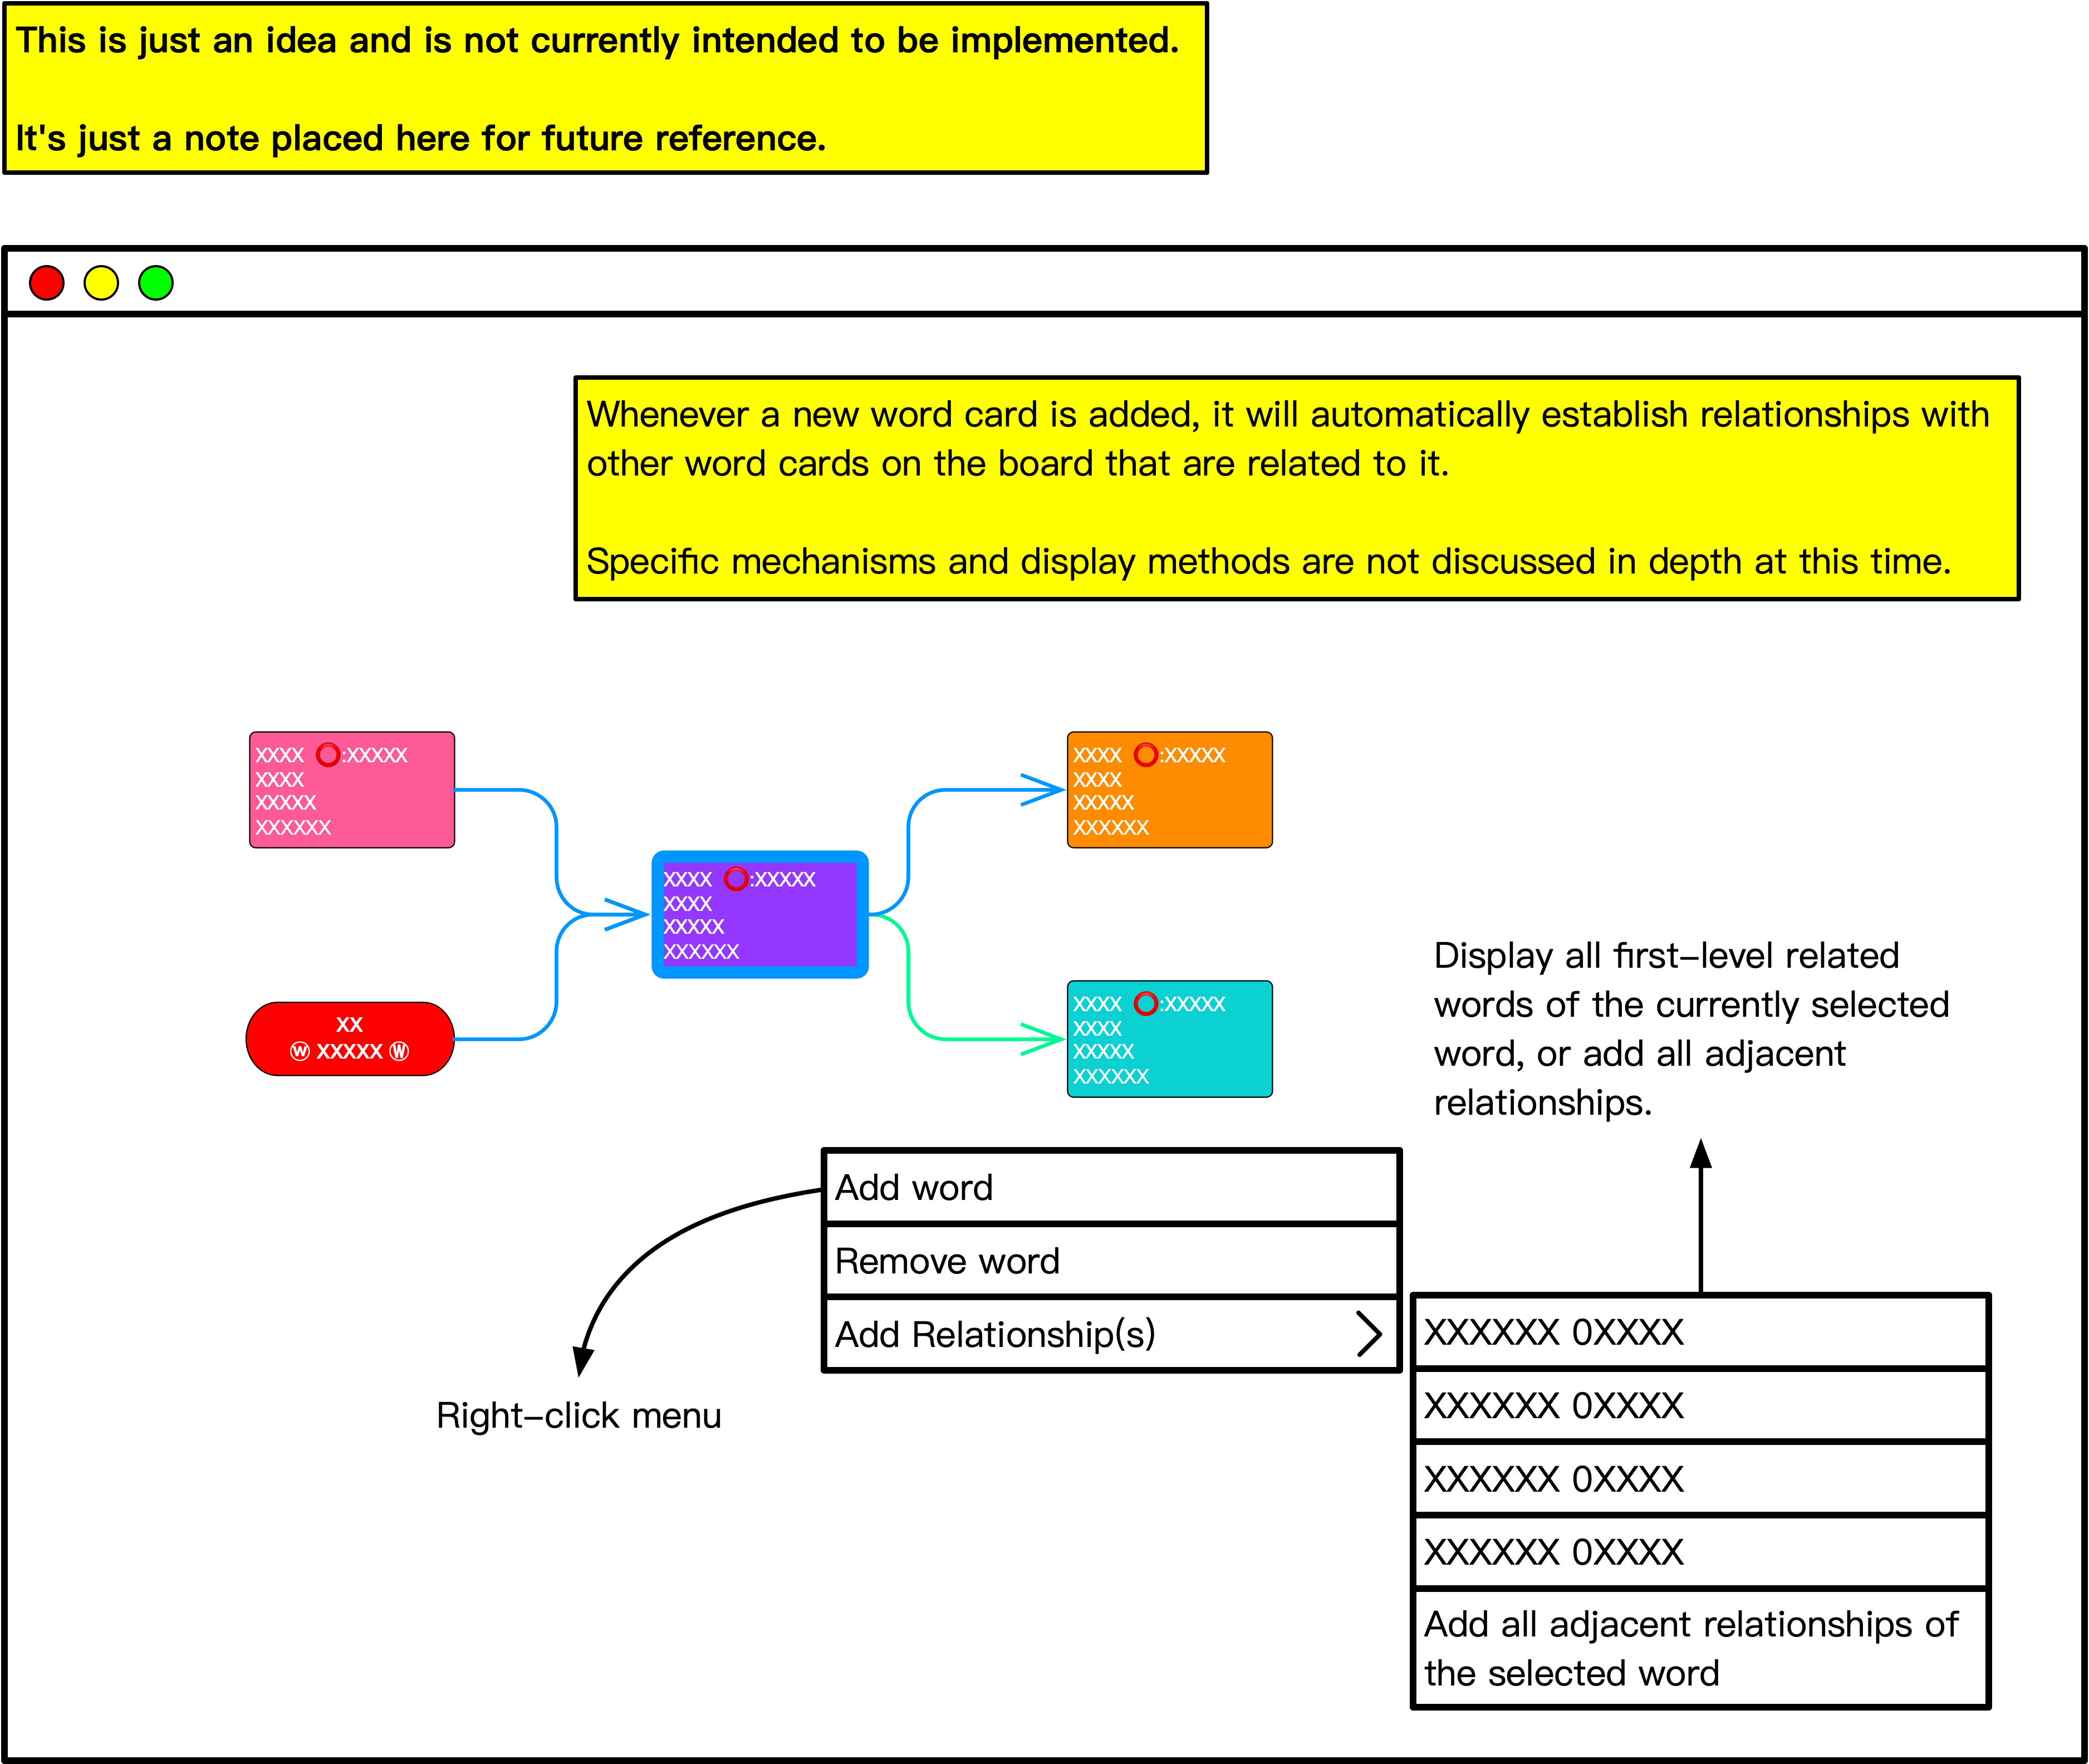 This is just an idea and is not currently intended to be implemented.
It's just a note placed here for future reference.
Whenever a new word card is added, it will automatically establish relationships with
other word cards on the board that are related to it.
Specific mechanisms and display methods are not discussed in depth at this time.
XXXX ⭕:XXXXX
XXXX
XXXXX
XXXXXX
XX
ⓦ XXXXX Ⓦ
XXXX ⭕:XXXXX
XXXX
XXXXX
XXXXXX
XXXX ⭕:XXXXX
XXXX
XXXXX
XXXXXX
XXXX ⭕:XXXXX
XXXX
XXXXX
XXXXXX
Display all first–level related
words of the currently selected
word, or add all adjacent
relationships.
Add word
Remove word
Add Relationship(s)
Right–click menu
XXXXXX 0XXXX
XXXXXX 0XXXX
XXXXXX 0XXXX
XXXXXX 0XXXX
Add all adjacent relationships of
the selected word